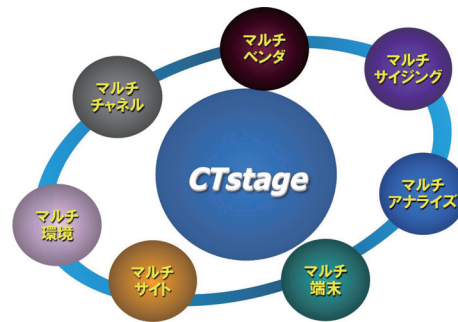 マルチ
ベンダ
マルチ
サイジング
マルチ
チャネル
CTstage
マルチ
アナライズ
マルチ
環境
マルチ
サイト
マルチ
端末